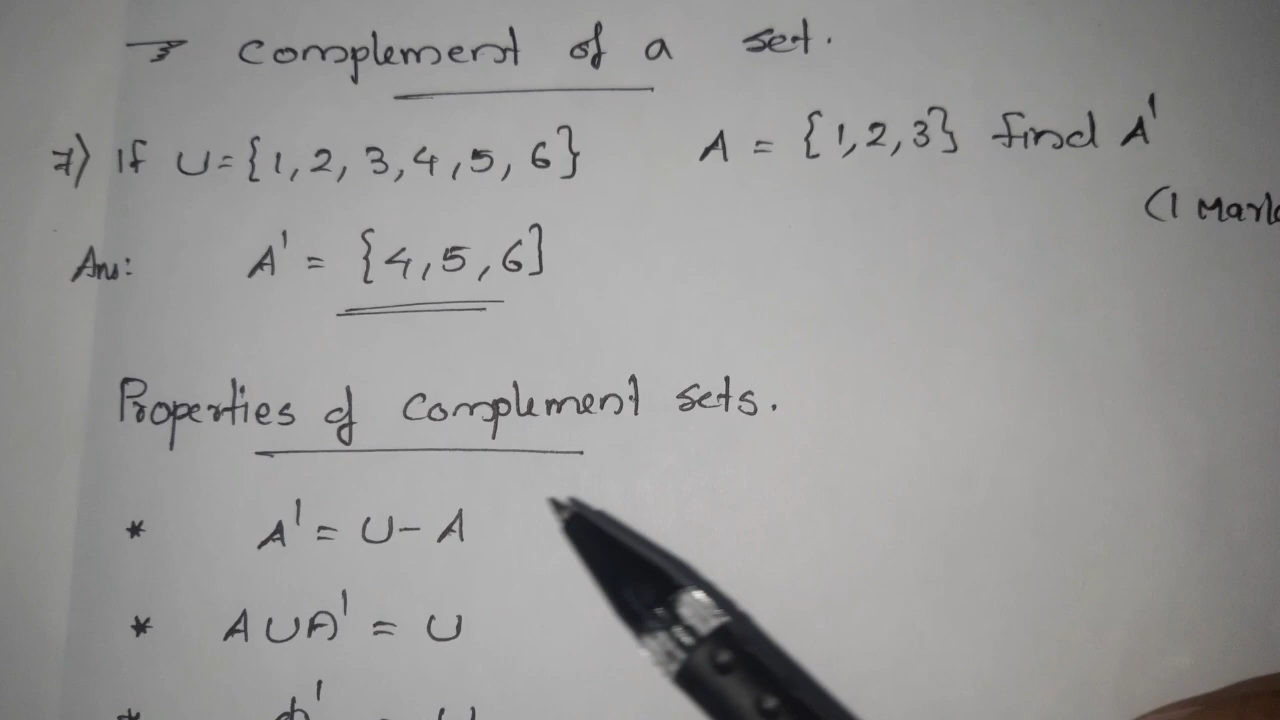 → Complement of a set.
7) If U={1,2,3,4,5,6} A = {1,2,3} find A'
(1 Mark
Ans: A' = {4,5,6}
Properties of complement sets.
* A' = U - A
* A∪A' = U
* ϕ' = U